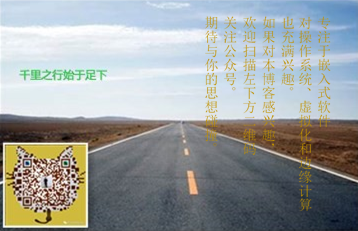 千里之行始于足下
专注于嵌入式软件
对操作系统、虚拟化和边缘计算
也充满兴趣。
如果对本博客感兴趣，
欢迎扫描左下方二维码
关注公众号。
期待与你的思想碰撞